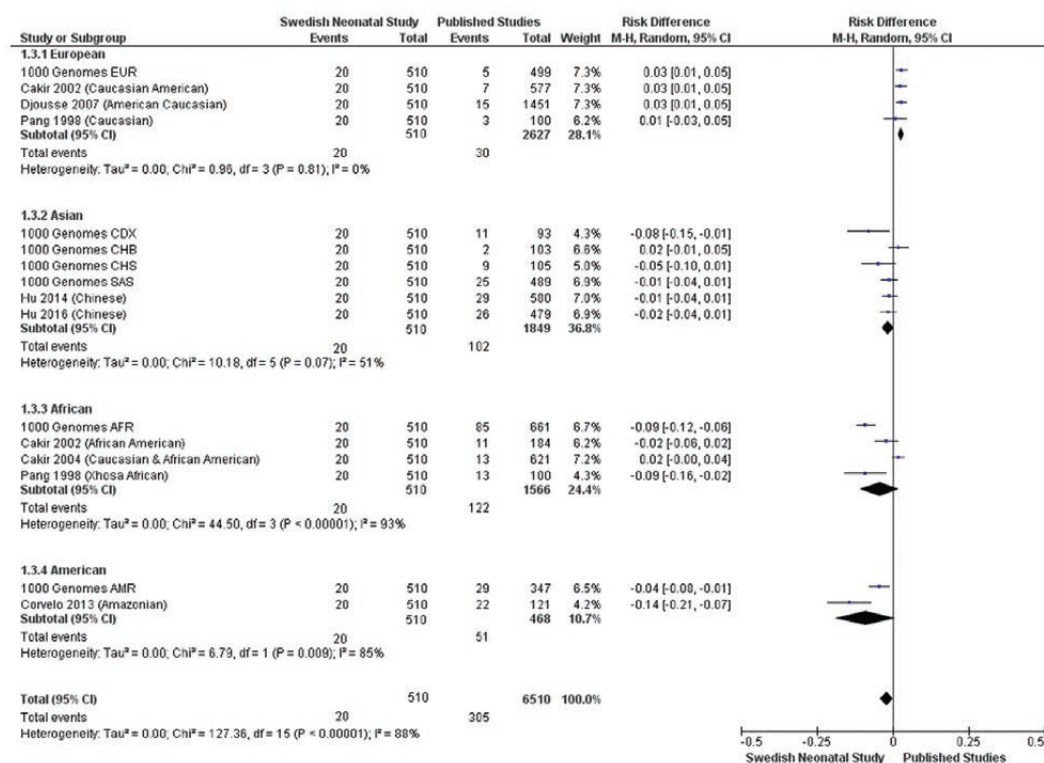 Swedish Neonatal Study Published Studies Risk Difference Risk Difference
Study or Subgroup Events Total Events Total Weight M-H, Random, 95% CI M-H, Random, 95% CI
1.3.1 European
1000 Genomes EUR 20 510 5 499 7.3% 0.03 [0.01, 0.05]
Cakir 2002 (Caucasian American) 20 510 7 577 7.3% 0.03 [0.01, 0.05]
Djousse 2007 (American Caucasian) 20 510 15 1451 7.3% 0.03 [0.01, 0.05]
Pang 1998 (Caucasian) 20 510 3 100 6.2% 0.01 [-0.03, 0.05]
Subtotal (95% CI) 510 2627 28.1%
Total events 20 30
Heterogeneity: Tau² = 0.00; Chi² = 0.96, df = 3 (P = 0.81); I² = 0%
1.3.2 Asian
1000 Genomes CDX 20 510 11 93 4.3% -0.08 [-0.15, -0.01]
1000 Genomes CHB 20 510 2 103 6.6% 0.02 [-0.01, 0.05]
1000 Genomes CHS 20 510 9 105 5.0% -0.05 [-0.10, 0.01]
1000 Genomes SAS 20 510 25 489 6.9% -0.01 [-0.04, 0.01]
Hu 2014 (Chinese) 20 510 29 580 7.0% -0.01 [-0.04, 0.01]
Hu 2016 (Chinese) 20 510 26 479 6.9% -0.02 [-0.04, 0.01]
Subtotal (95% CI) 510 1849 36.8%
Total events 20 102
Heterogeneity: Tau² = 0.00; Chi² = 10.18, df = 5 (P = 0.07); I² = 51%
1.3.3 African
1000 Genomes AFR 20 510 85 661 6.7% -0.09 [-0.12, -0.06]
Cakir 2002 (African American) 20 510 11 184 6.2% -0.02 [-0.06, 0.02]
Cakir 2004 (Caucasian & African American) 20 510 13 621 7.2% 0.02 [-0.00, 0.04]
Pang 1998 (Xhosa African) 20 510 13 100 4.3% -0.09 [-0.16, -0.02]
Subtotal (95% CI) 510 1566 24.4%
Total events 20 122
Heterogeneity: Tau² = 0.00; Chi² = 44.50, df = 3 (P < 0.00001); I² = 93%
1.3.4 American
1000 Genomes AMR 20 510 29 347 6.5% -0.04 [-0.08, -0.01]
Corvelo 2013 (Amazonian) 20 510 22 121 4.2% -0.14 [-0.21, -0.07]
Subtotal (95% CI) 510 468 10.7%
Total events 20 51
Heterogeneity: Tau² = 0.00; Chi² = 6.79, df = 1 (P = 0.009); I² = 85%
Total (95% CI) 510 6510 100.0%
Total events 20 305
Heterogeneity: Tau² = 0.00; Chi² = 127.36, df = 15 (P < 0.00001); I² = 88%
-0.5 -0.25 0 0.25 0.5
Swedish Neonatal Study Published Studies